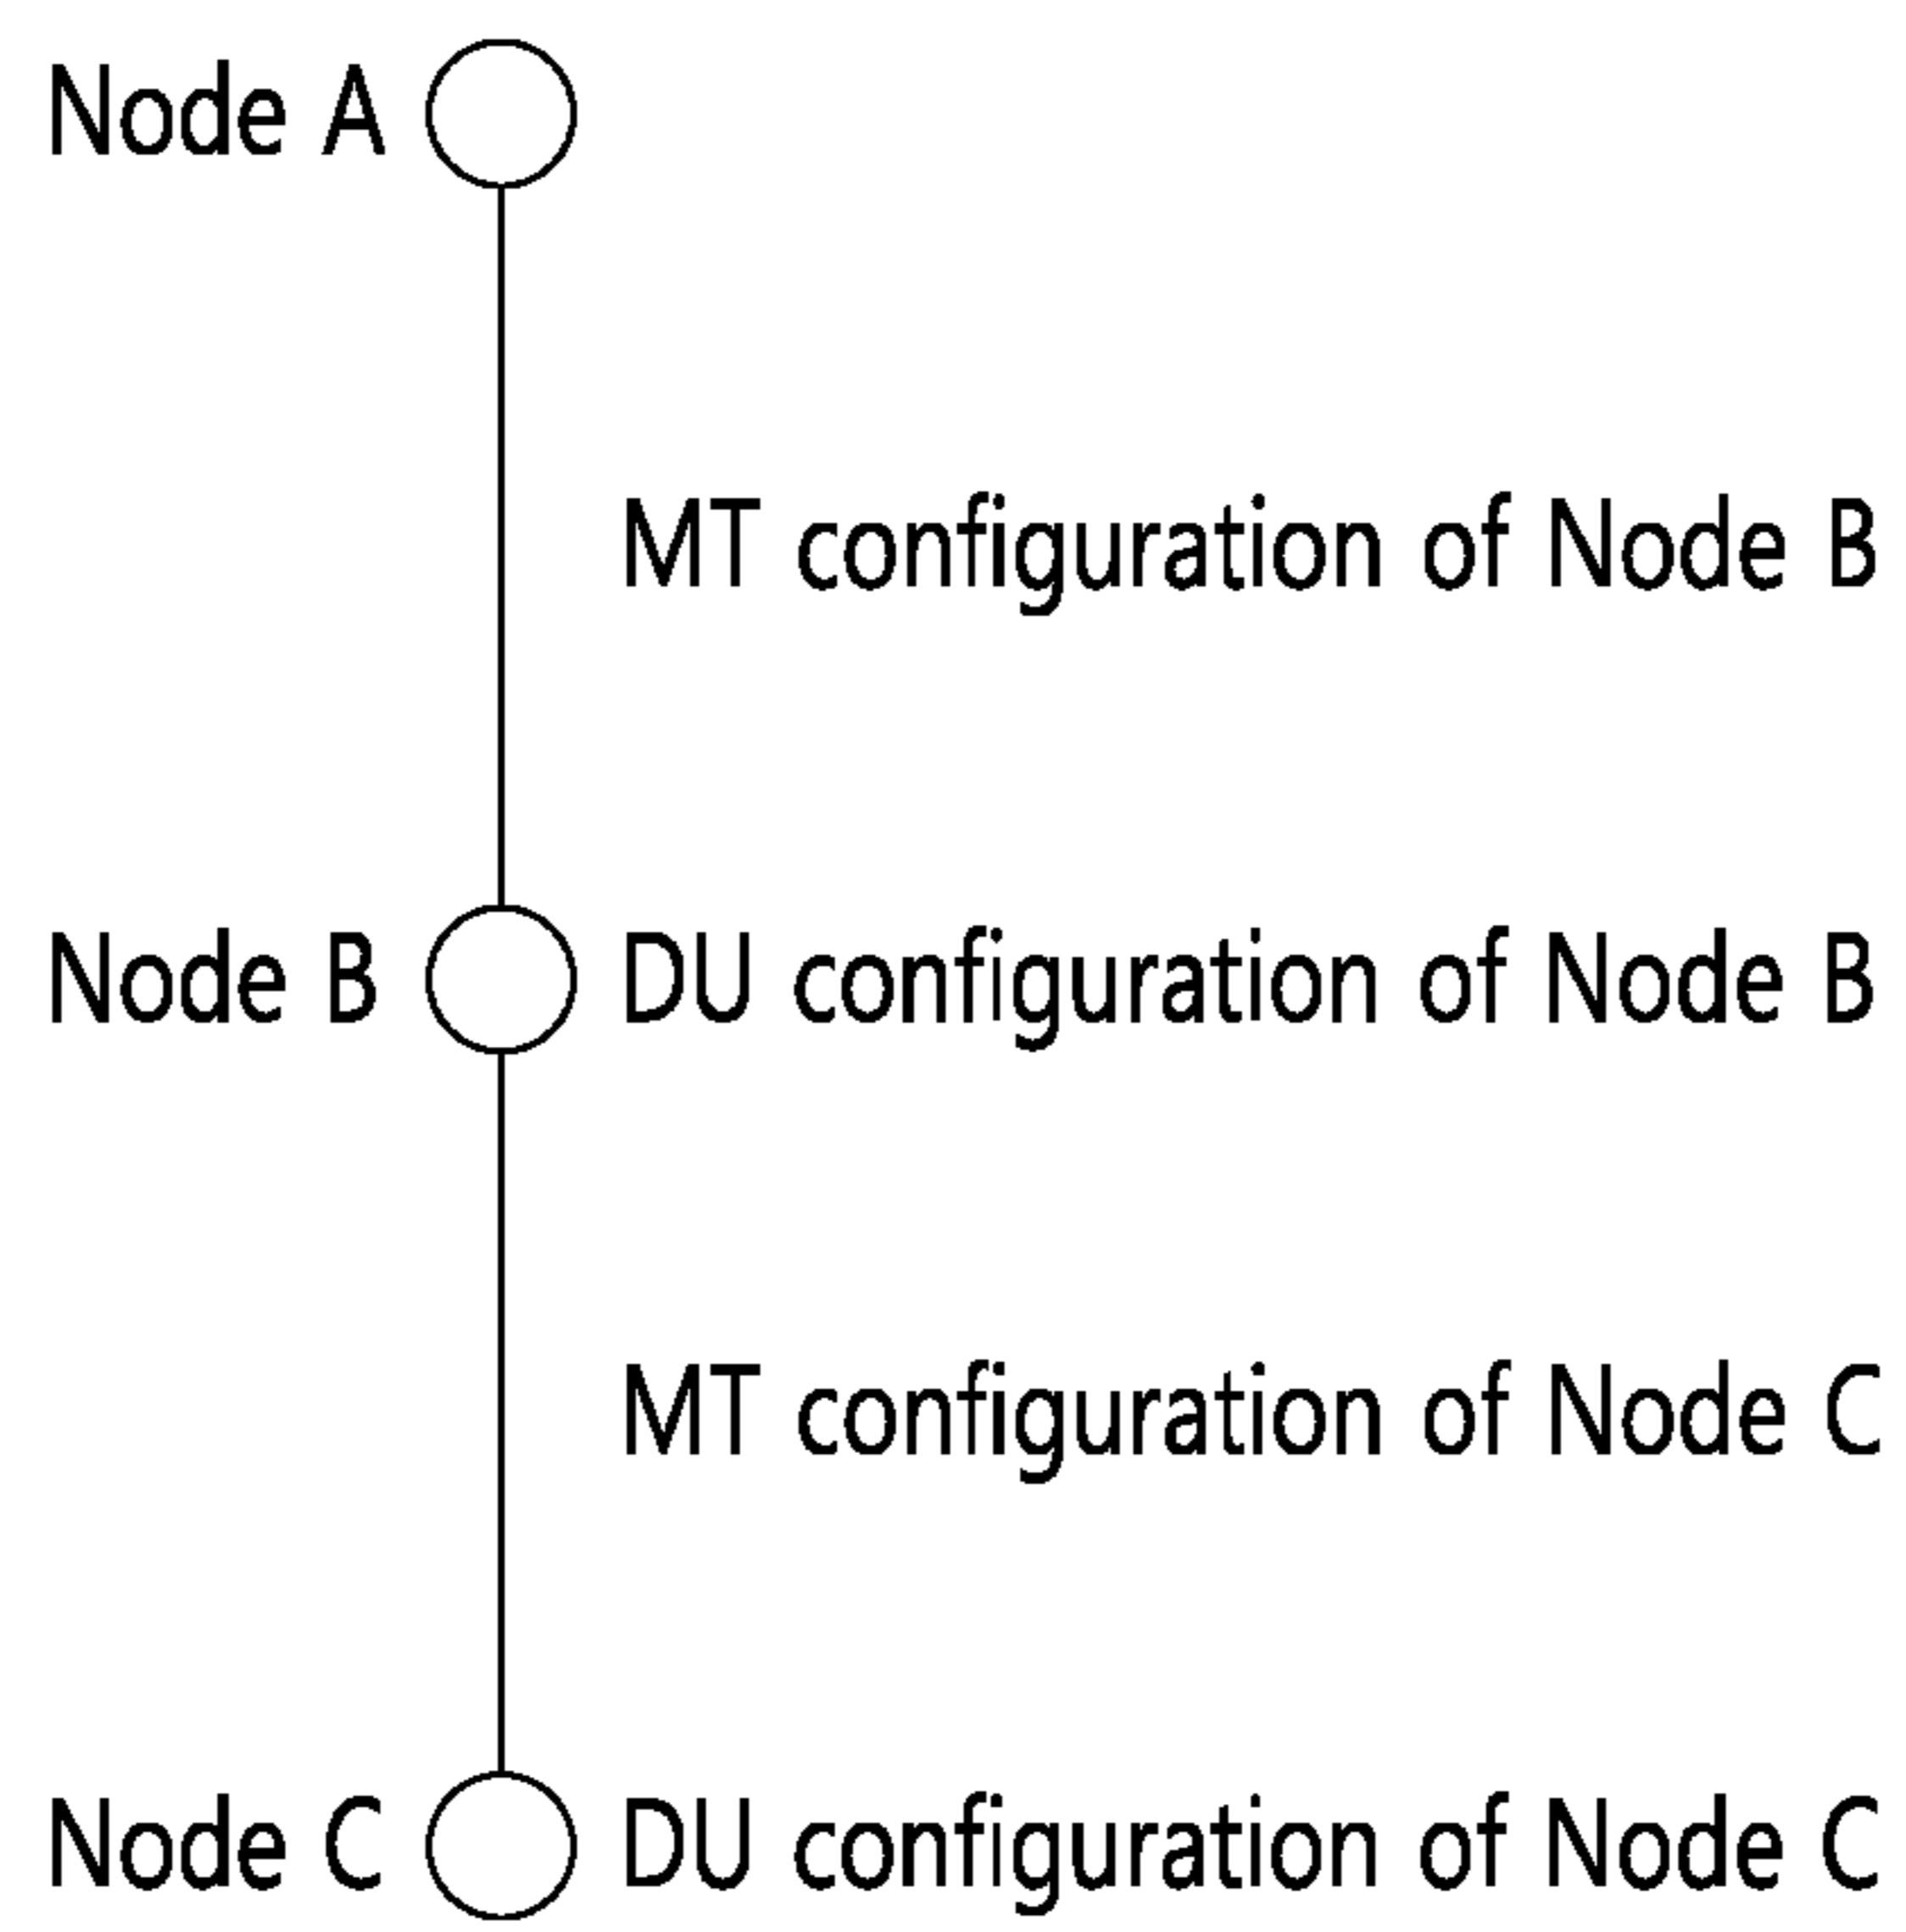 Node A
MT configuration of Node B
Node B DU configuration of Node B
MT configuration of Node C
Node C DU configuration of Node C